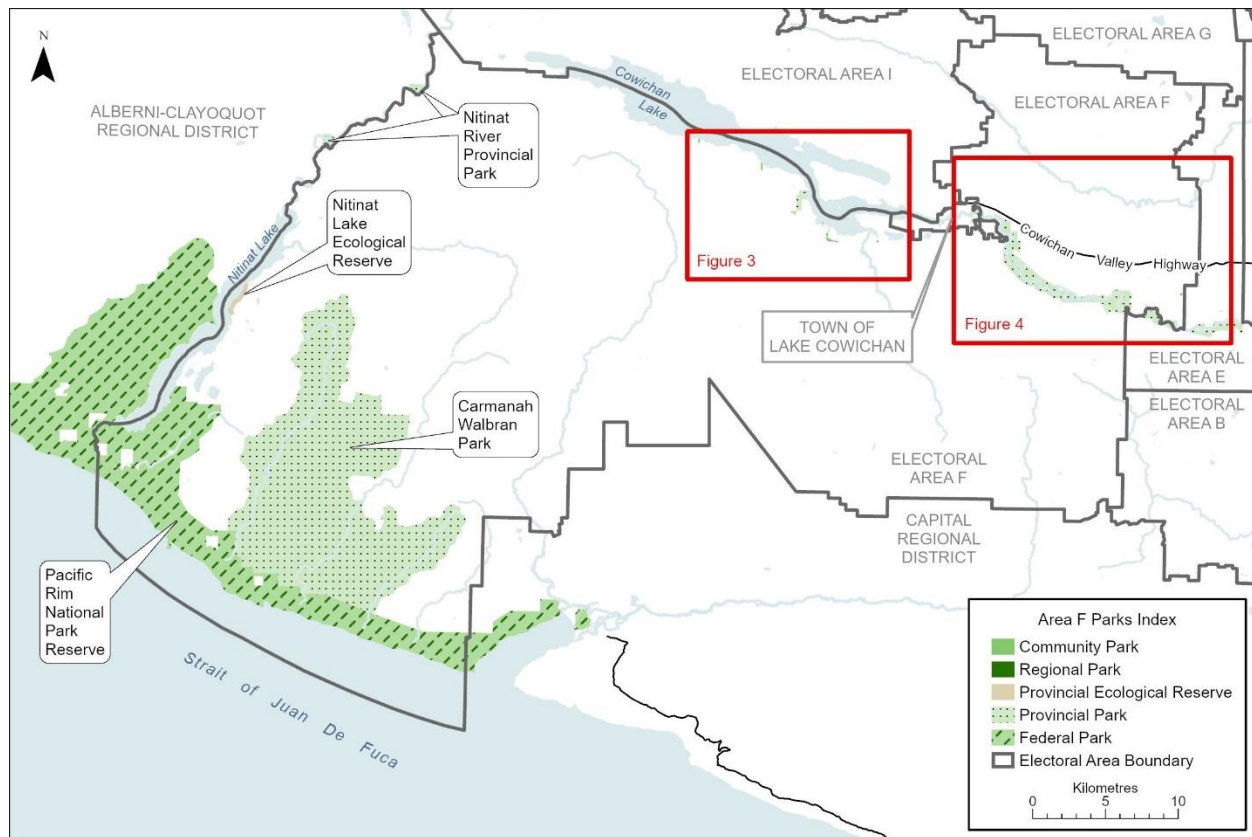 N
ALBERNI-CLAYOQUOT
REGIONAL DISTRICT
Nitinat
River
Provincial
Park
Nitinat
Lake
Ecological
Reserve
Nitinat Lake
Cowichan
Lake
ELECTORAL AREA I
ELECTORAL AREA G
ELECTORAL AREA F
Figure 3
Cowichan Valley Highway
Figure 4
TOWN OF
LAKE COWICHAN
ELECTORAL
AREA E
ELECTORAL
AREA B
Carmanah
Walbran
Park
ELECTORAL
AREA F
CAPITAL
REGIONAL
DISTRICT
Pacific
Rim
National
Park
Reserve
Strait of Juan De Fuca
Area F Parks Index
Community Park
Regional Park
Provincial Ecological Reserve
Provincial Park
Federal Park
Electoral Area Boundary
Kilometres
0 5 10